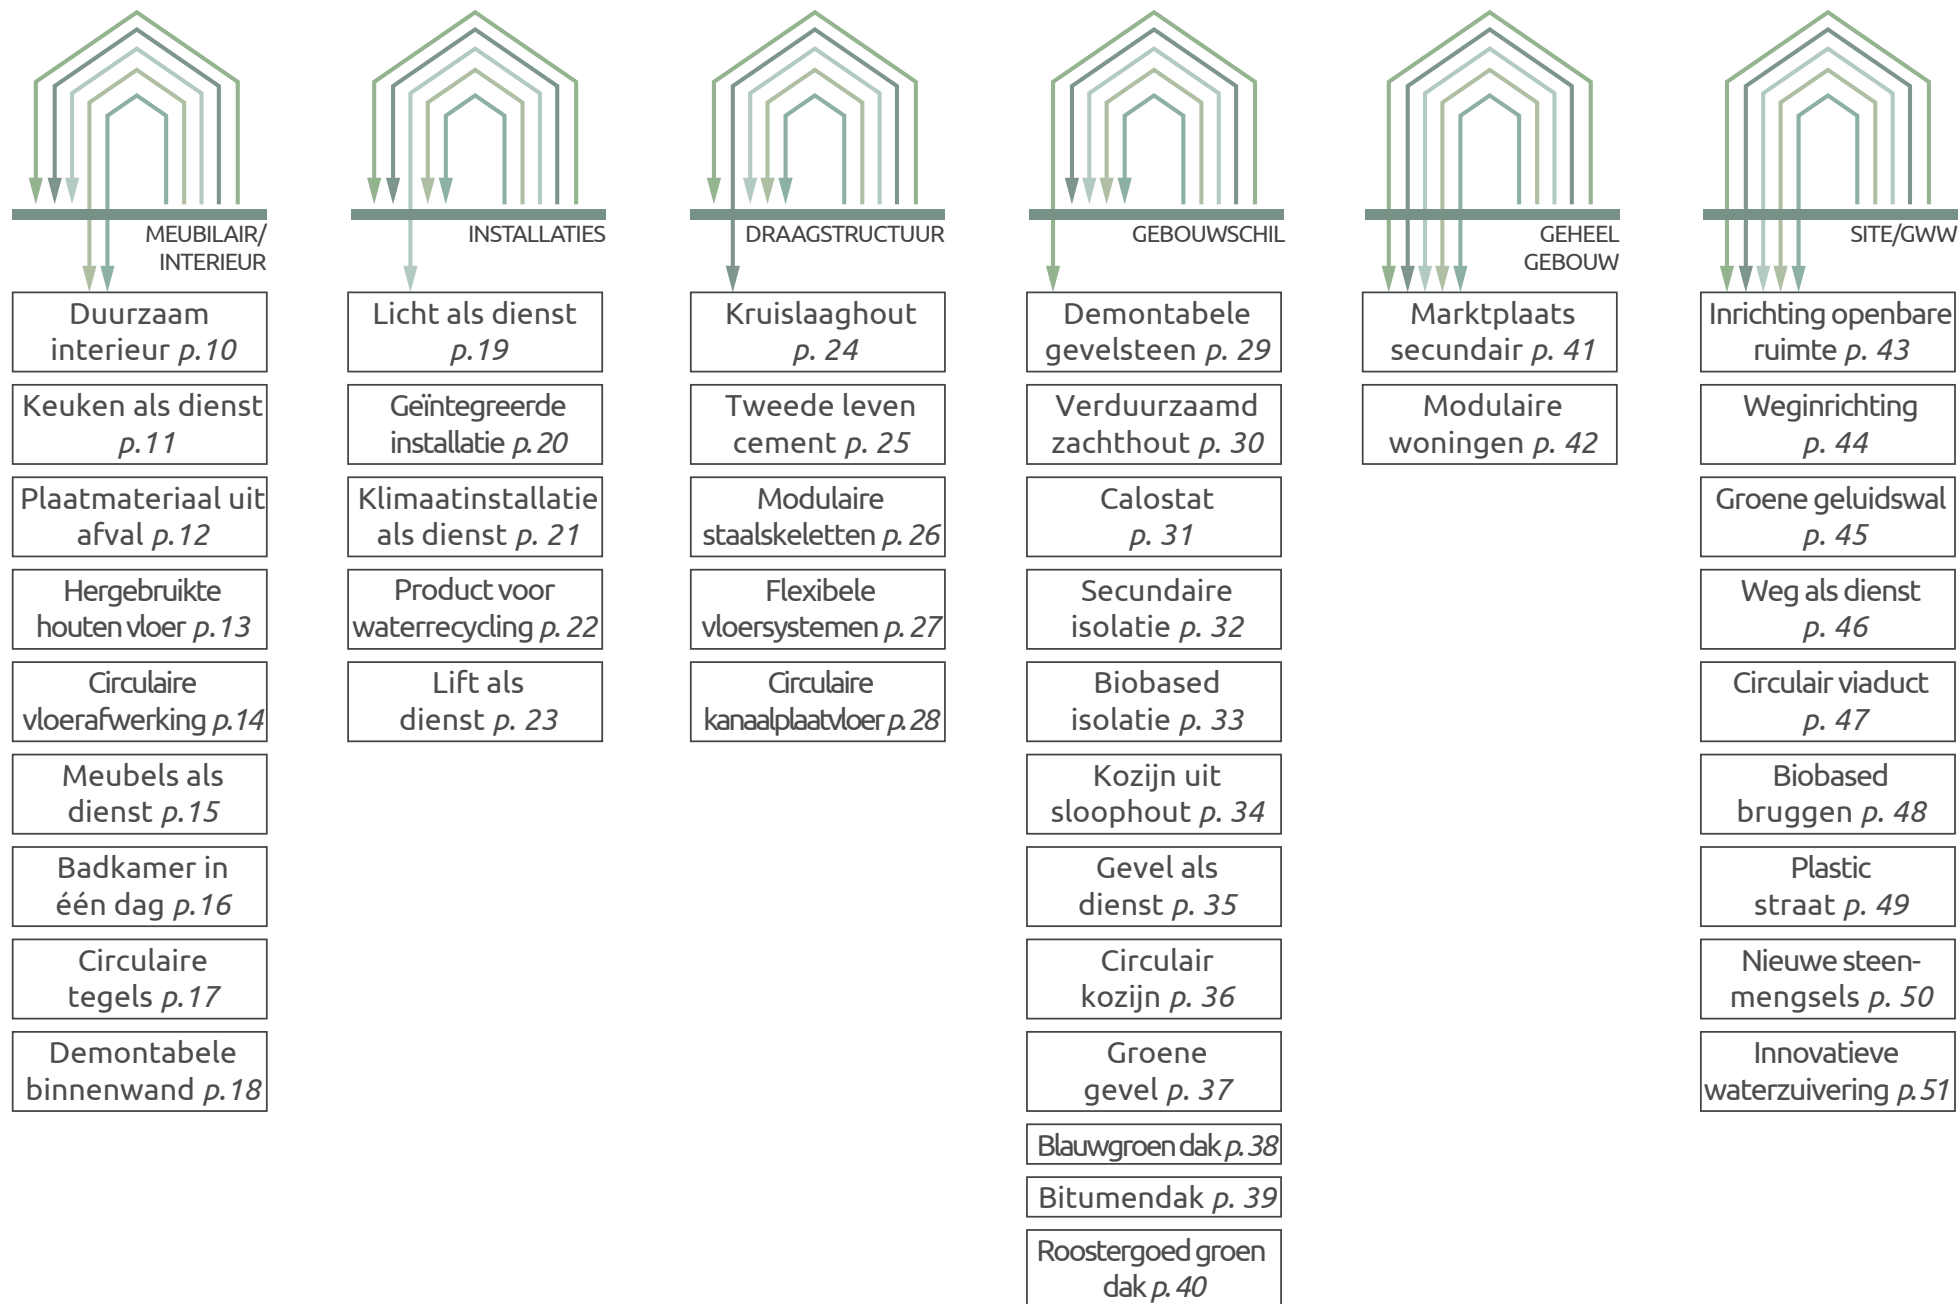 MEUBILAIR/
INTERIEUR
Duurzaam
interieur p.10
Keuken als dienst
p.11
Plaatmateriaal uit
afval p.12
Hergebruikte
houten vloer p.13
Circulaire
vloerafwerking p.14
Meubels als
dienst p.15
Badkamer in
één dag p.16
Circulaire
tegels p.17
Demontabele
binnenwand p.18
INSTALLATIES
Licht als dienst
p.19
Geïntegreerde
installatie p. 20
Klimaatinstallatie
als dienst p. 21
Product voor
waterrecycling p. 22
Lift als
dienst p. 23
DRAAGSTRUCTUUR
Kruislaaghout
p. 24
Tweede leven
cement p. 25
Modulaire
staalskeletten p. 26
Flexibele
vloersystemen p. 27
Circulaire
kanaalplaatvloer p. 28
GEBOUWSCHIL
Demontabele
gevelsteen p. 29
Verduurzaamd
zachthout p. 30
Calostat
p. 31
Secundaire
isolatie p. 32
Biobased
isolatie p. 33
Kozijn uit
sloophout p. 34
Gevel als
dienst p. 35
Circulair
kozijn p. 36
Groene
gevel p. 37
Blauwgroen dak p. 38
Bitumendak p. 39
Roostergoed groen
dak p. 40
GEHEEL
GEBOUW
Marktplaats
secundair p. 41
Modulaire
woningen p. 42
SITE/GWW
Inrichting openbare
ruimte p. 43
Weginrichting
p. 44
Groene geluidswal
p. 45
Weg als dienst
p. 46
Circulair viaduct
p. 47
Biobased
bruggen p. 48
Plastic
straat p. 49
Nieuwe steen-
mengsels p. 50
Innovatieve
waterzuivering p. 51